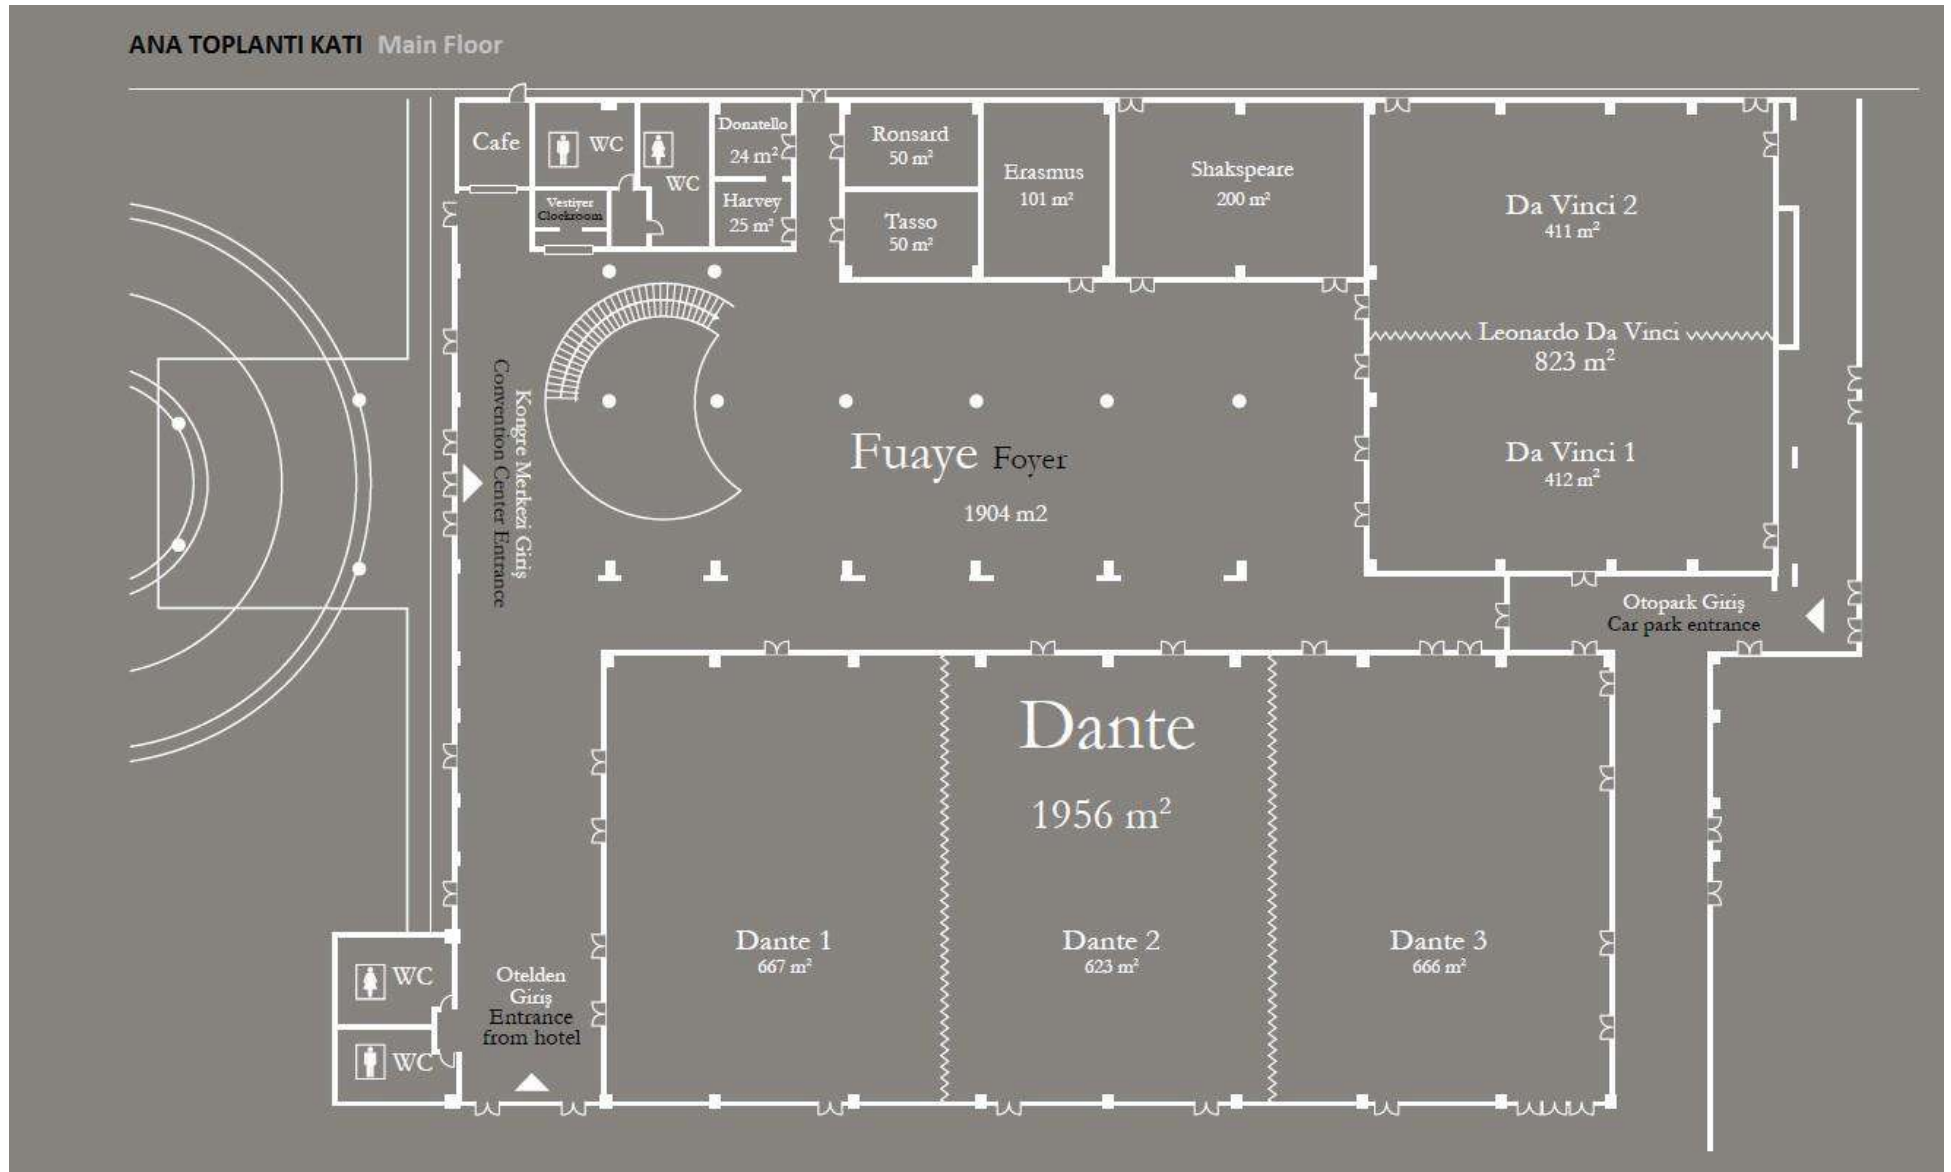 ANA TOPLANTI KATI Main Floor
Cafe
WC
WC
Vestiyer
Clockroom
Donatello
24 m²
Harvey
25 m²
Ronsard
50 m²
Tasso
50 m²
Erasmus
101 m²
Shakspeare
200 m²
Da Vinci 2
411 m²
Leonardo Da Vinci
823 m²
Da Vinci 1
412 m²
Kongre Merkezi Giriş
Convention Center Entrance
Fuaye Foyer
1904 m2
Otopark Giriş
Car park entrance
Dante
1956 m²
Dante 1
667 m²
Dante 2
623 m²
Dante 3
666 m²
WC
WC
Otelden
Giriş
Entrance
from hotel